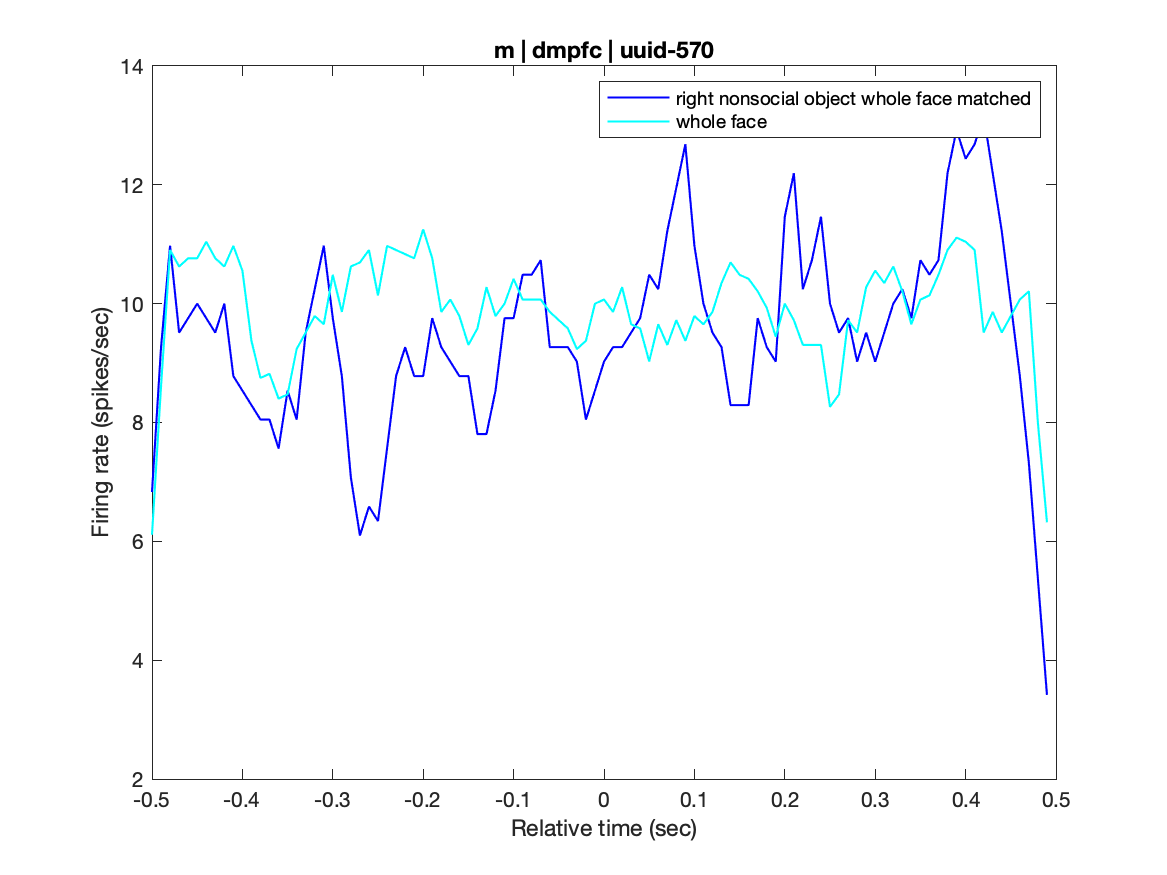 m | dmpfc | uuid-570
14
right nonsocial object whole face matched
whole face
12
10
8
6
4
2
Firing rate (spikes/sec)
-0.5 -0.4 -0.3 -0.2 -0.1 0 0.1 0.2 0.3 0.4 0.5
Relative time (sec)